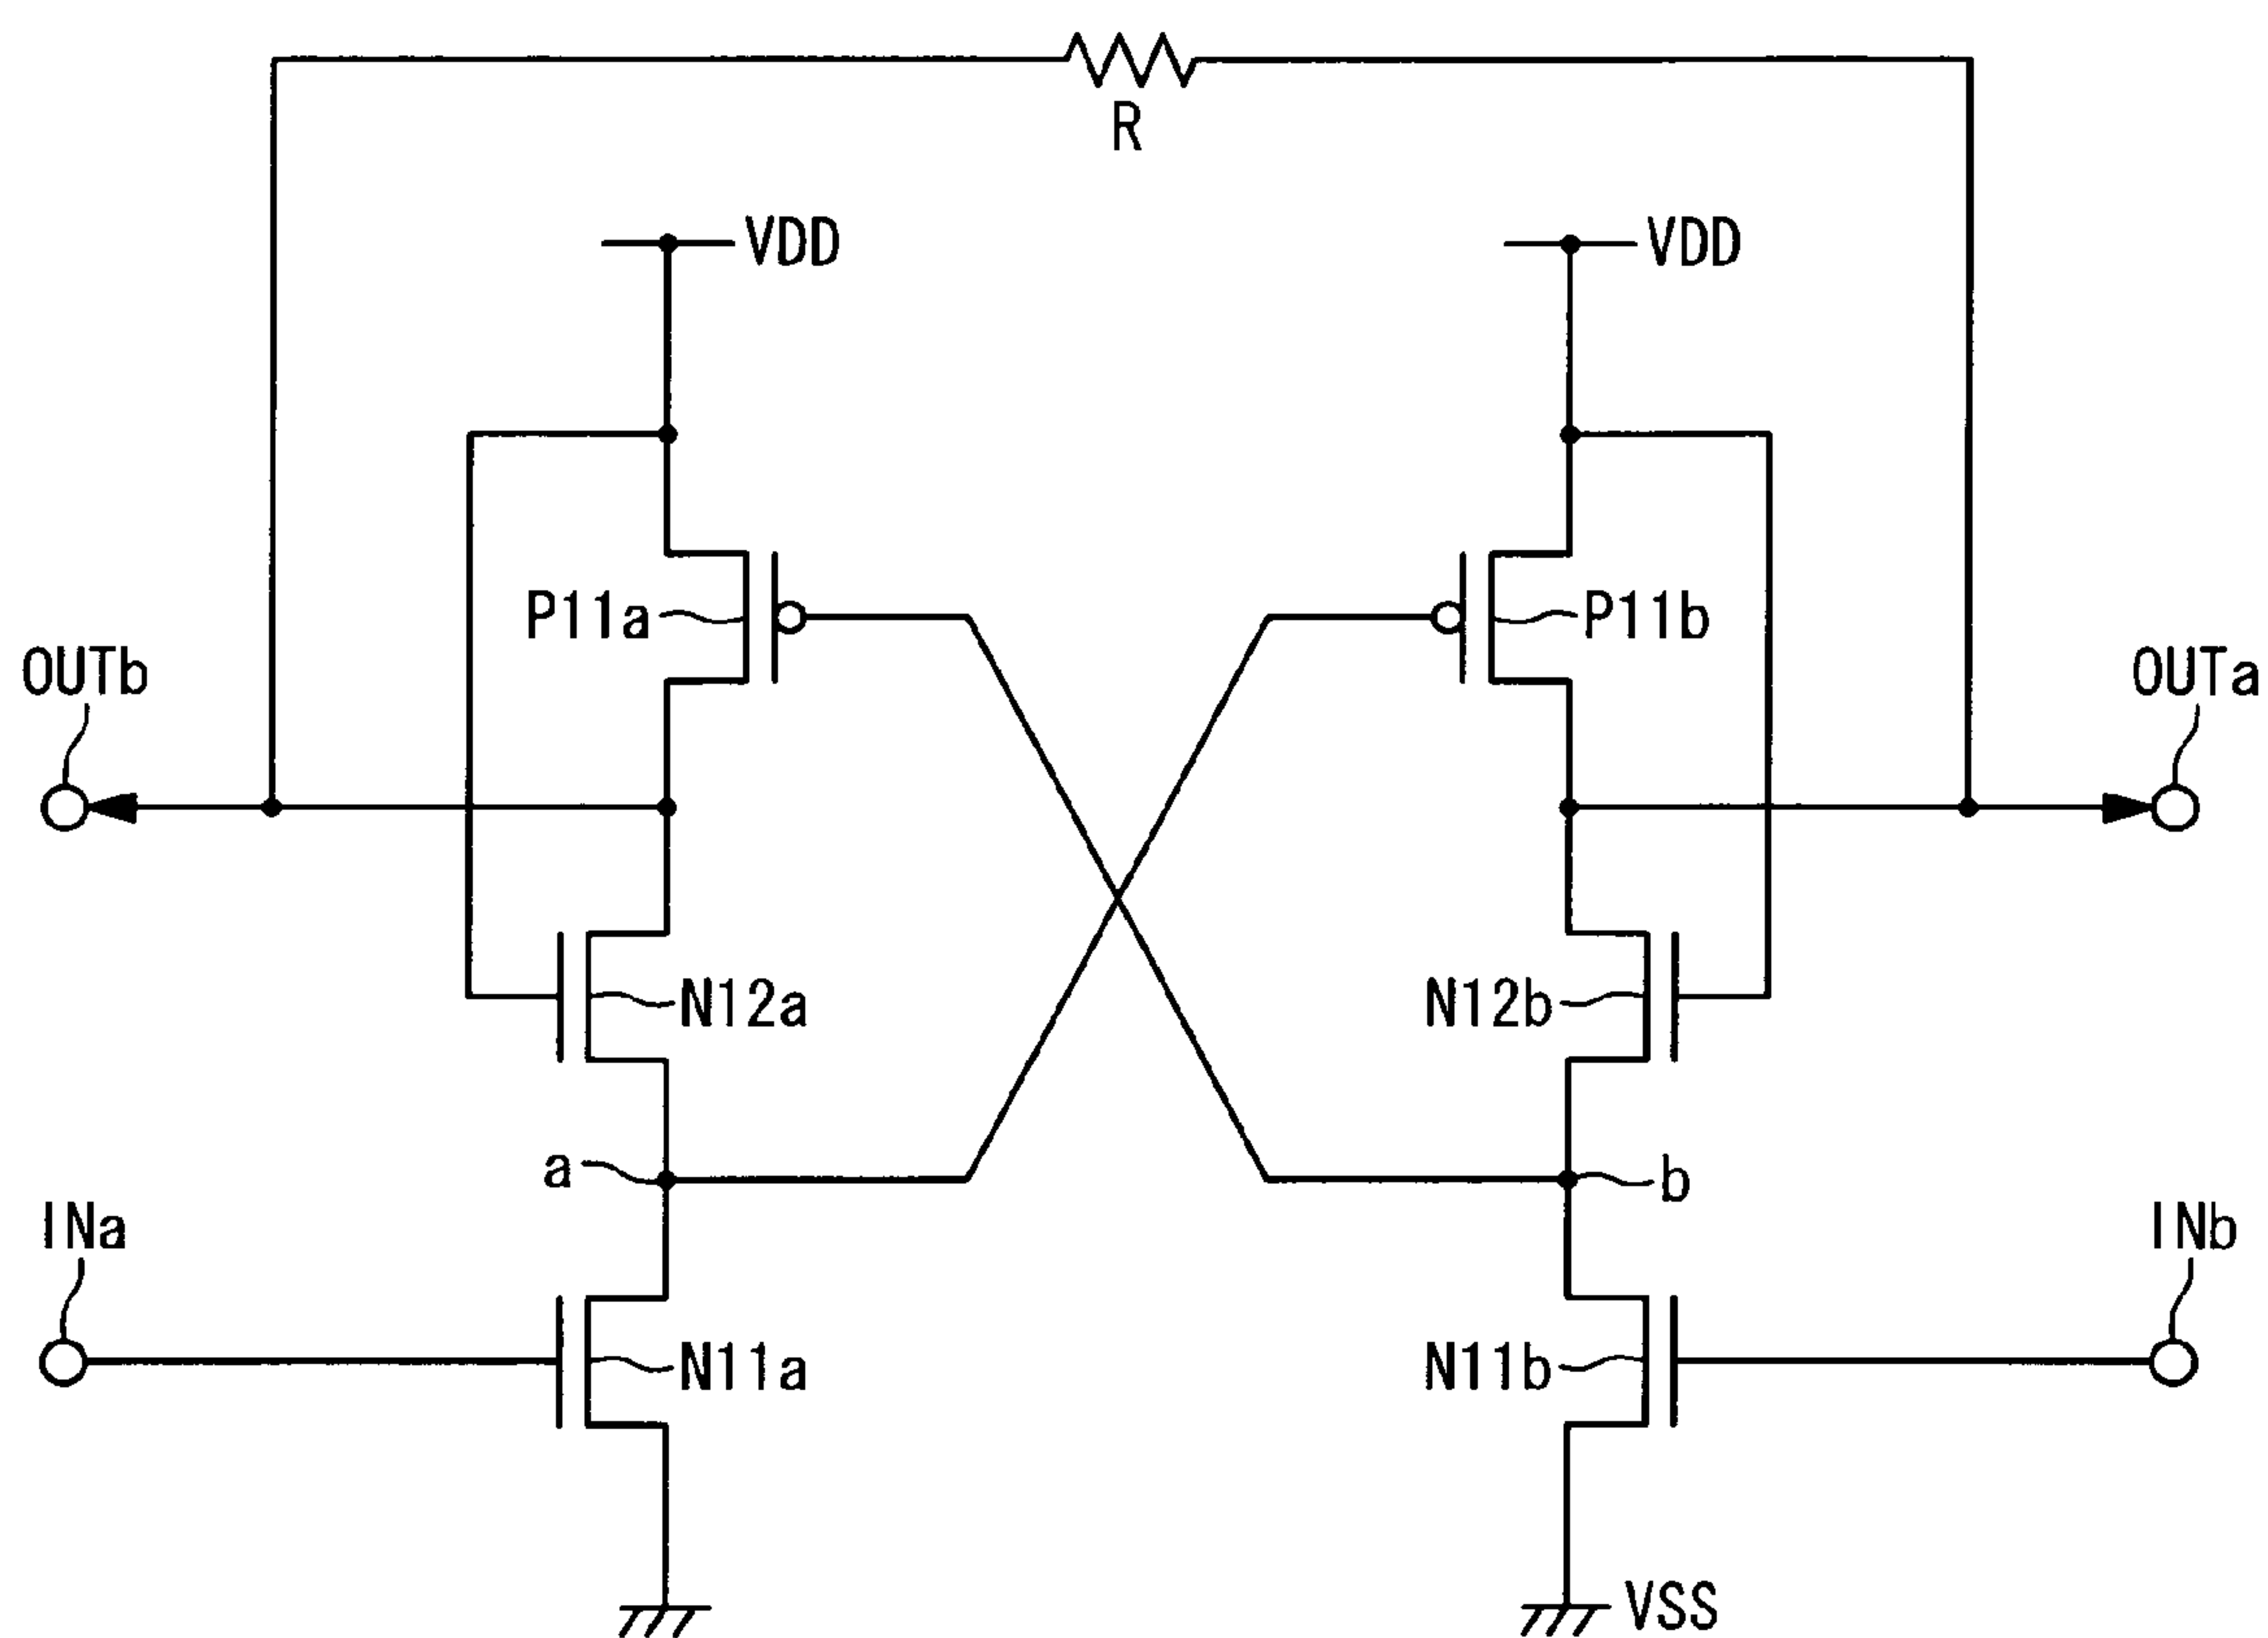 R
VDD
VDD
P11a
P11b
OUTb
OUTa
N12a
N12b
a
b
INa
INb
N11a
N11b
VSS